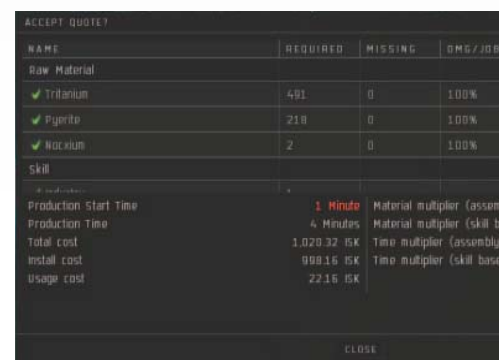 ACCEPT QUOTE?
NAME REQUIRED MISSING DMG/JOB
Raw Material
Tritanium 491 0 100%
Pyerite 218 0 100%
Nocxium 2 0 100%
Skill
Production Start Time 1 Minute Material multiplier (assem
Production Time 4 Minutes Material multiplier (skill b
Total cost 1,020.32 ISK Time multiplier (assembly
Install cost 998.16 ISK Time multiplier (skill base
Usage cost 22.16 ISK
CLOSE